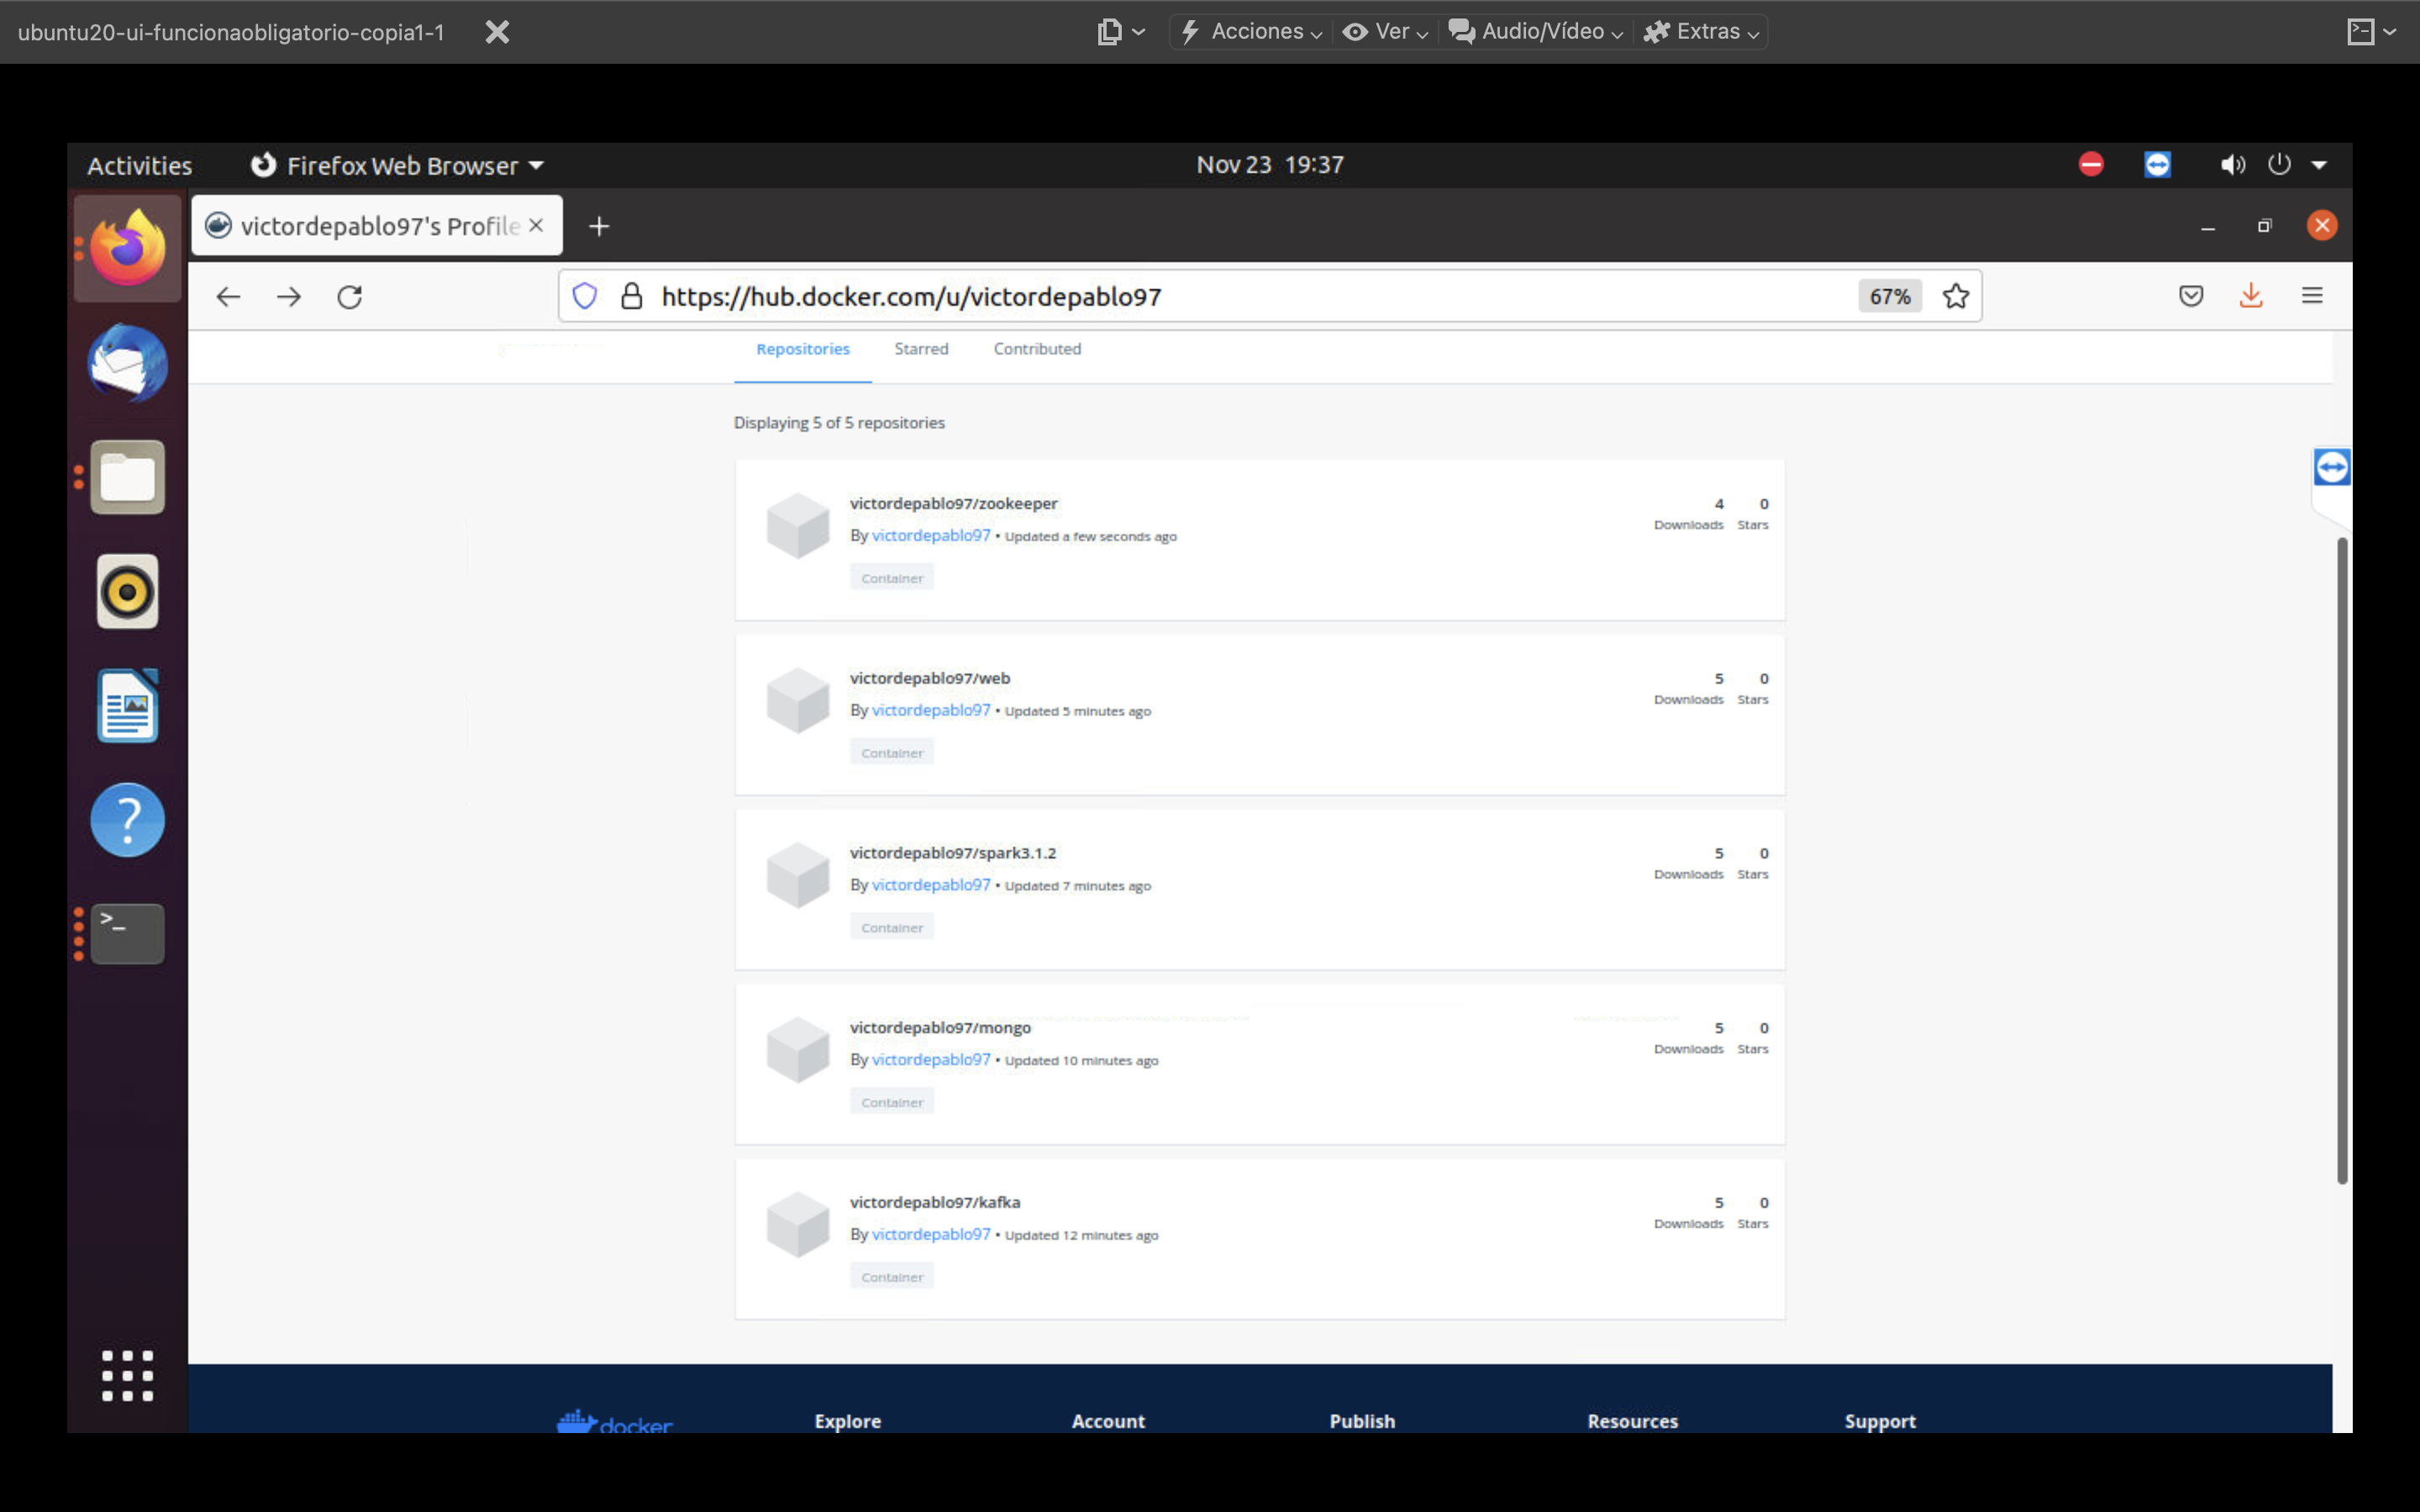 ubuntu20-ui-funcionaobligatorio-copia1-1
Acciones Ver Audio/Vídeo Extras
Activities Firefox Web Browser Nov 23 19:37
victordepablo97's Profile
https://hub.docker.com/u/victordepablo97 67%
Repositories Starred Contributed
Displaying 5 of 5 repositories
victordepablo97/zookeeper 4 0
By victordepablo97 • Updated a few seconds ago Downloads Stars
Container
victordepablo97/web 5 0
By victordepablo97 • Updated 5 minutes ago Downloads Stars
Container
victordepablo97/spark3.1.2 5 0
By victordepablo97 • Updated 7 minutes ago Downloads Stars
Container
victordepablo97/mongo 5 0
By victordepablo97 • Updated 10 minutes ago Downloads Stars
Container
victordepablo97/kafka 5 0
By victordepablo97 • Updated 12 minutes ago Downloads Stars
Container
docker Explore Account Publish Resources Support